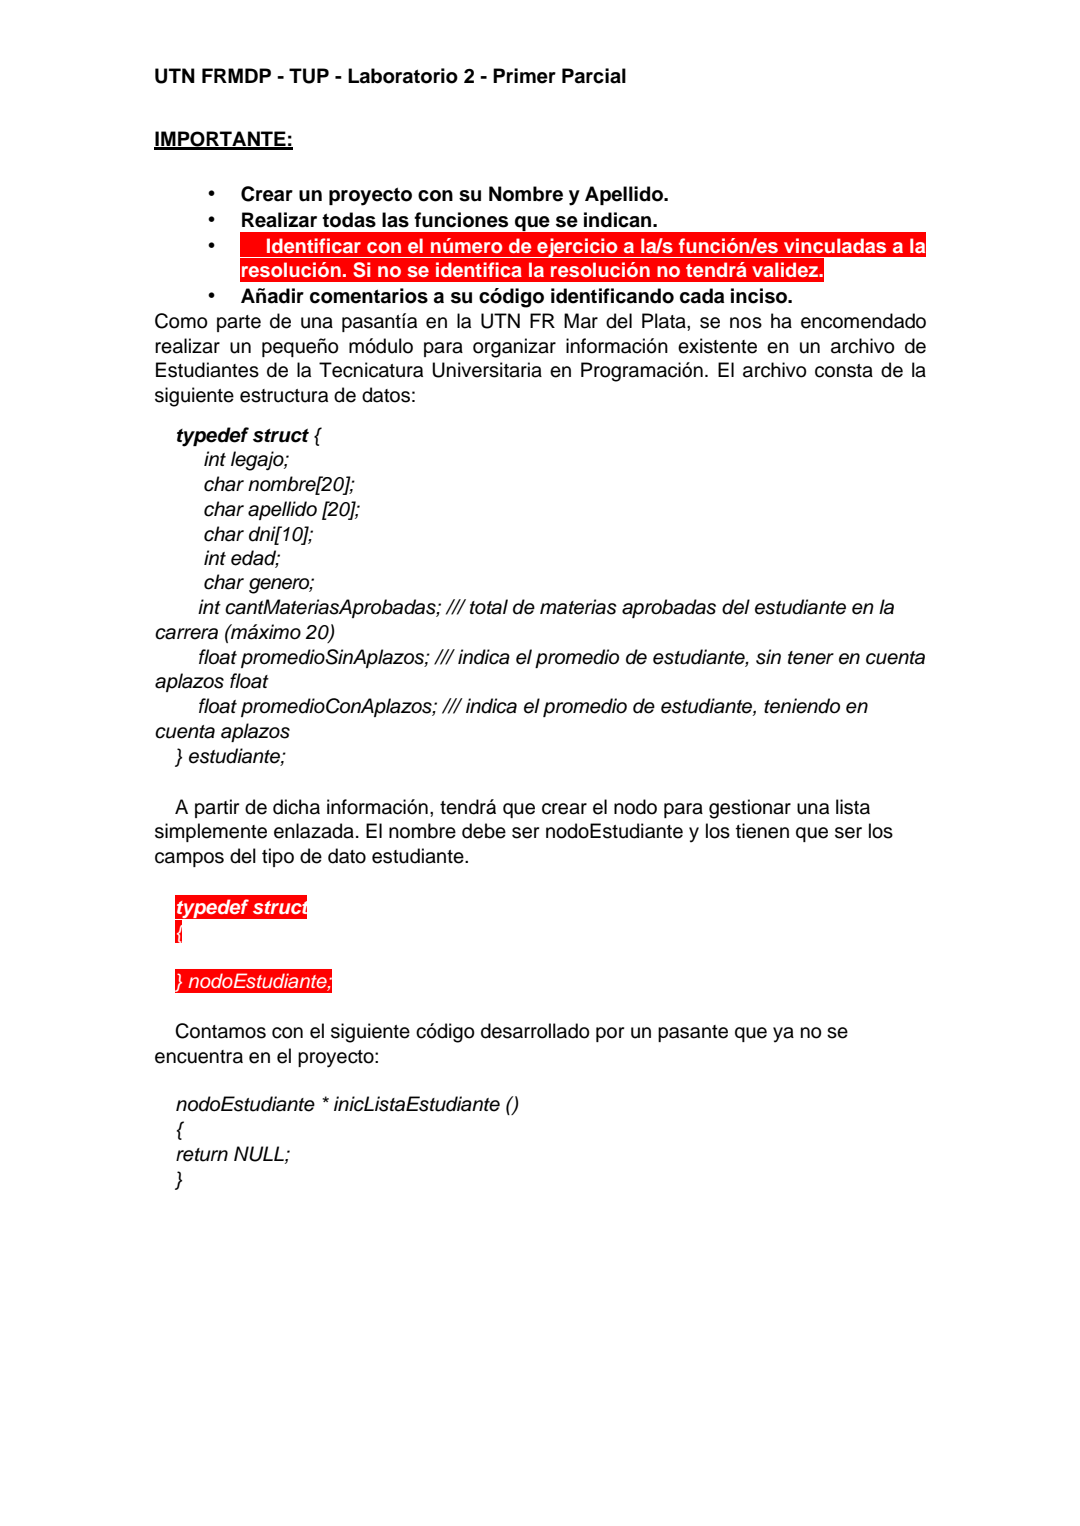 UTN FRMDP - TUP - Laboratorio 2 - Primer Parcial
IMPORTANTE:
• Crear un proyecto con su Nombre y Apellido.
• Realizar todas las funciones que se indican.
• Identificar con el número de ejercicio a la/s función/es vinculadas a la
resolución. Si no se identifica la resolución no tendrá validez.
• Añadir comentarios a su código identificando cada inciso.
Como parte de una pasantía en la UTN FR Mar del Plata, se nos ha encomendado
realizar un pequeño módulo para organizar información existente en un archivo de
Estudiantes de la Tecnicatura Universitaria en Programación. El archivo consta de la
siguiente estructura de datos:
typedef struct {
int legajo;
char nombre[20];
char apellido [20];
char dni[10];
int edad;
char genero;
int cantMateriasAprobadas; /// total de materias aprobadas del estudiante en la
carrera (máximo 20)
float promedioSinAplazos; /// indica el promedio de estudiante, sin tener en cuenta
aplazos float
float promedioConAplazos; /// indica el promedio de estudiante, teniendo en
cuenta aplazos
} estudiante;
A partir de dicha información, tendrá que crear el nodo para gestionar una lista
simplemente enlazada. El nombre debe ser nodoEstudiante y los tienen que ser los
campos del tipo de dato estudiante.
typedef struct
{
} nodoEstudiante;
Contamos con el siguiente código desarrollado por un pasante que ya no se
encuentra en el proyecto:
nodoEstudiante * inicListaEstudiante ()
{
return NULL;
}